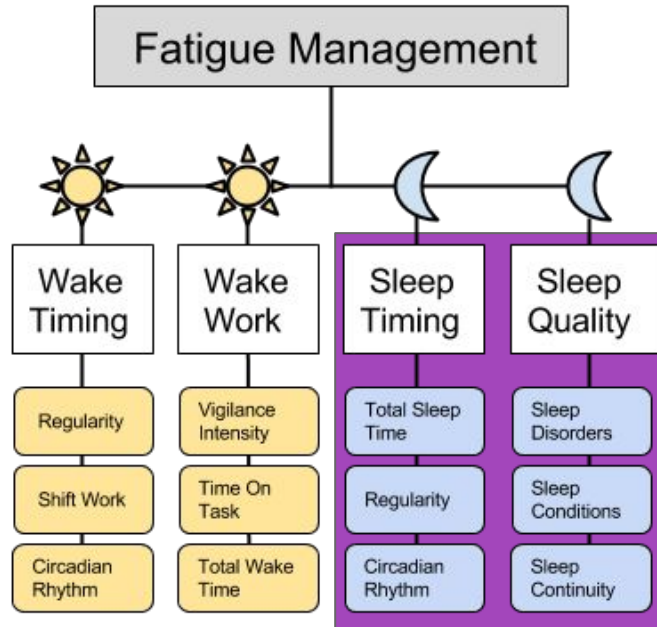 Fatigue Management
Wake
Timing
Wake
Work
Sleep
Timing
Sleep
Quality
Regularity
Shift Work
Circadian
Rhythm
Vigilance
Intensity
Time On
Task
Total Wake
Time
Total Sleep
Time
Regularity
Circadian
Rhythm
Sleep
Disorders
Sleep
Conditions
Sleep
Continuity